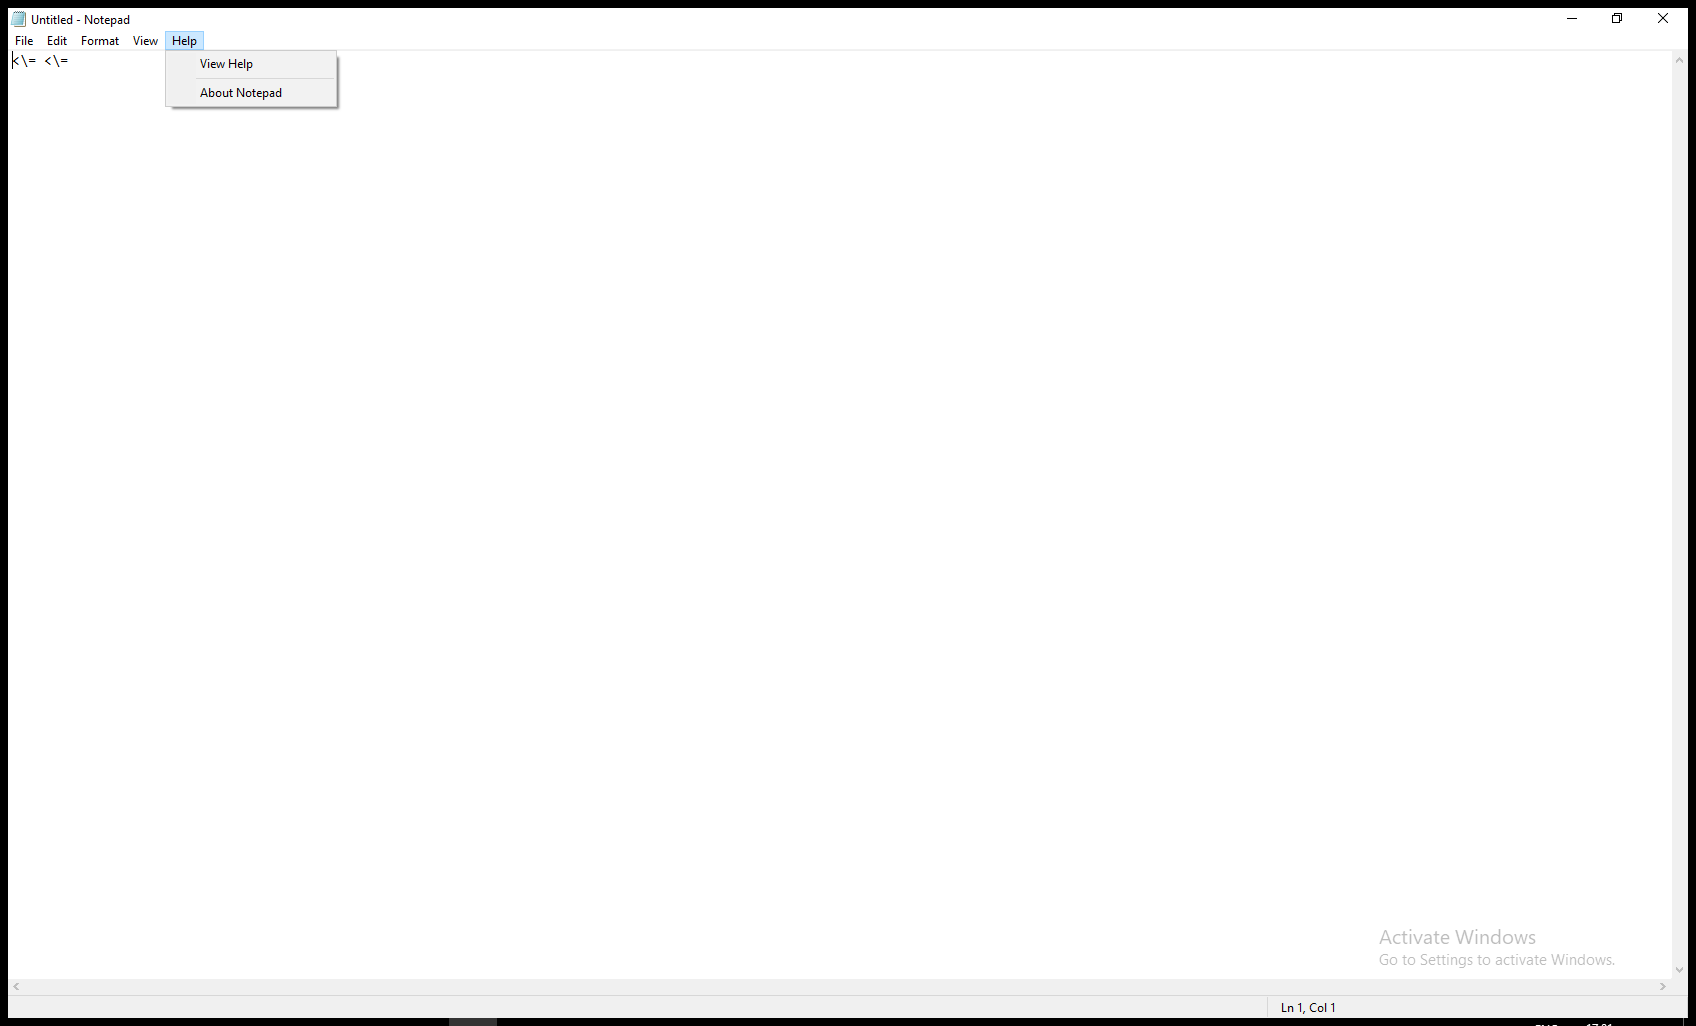 Untitled - Notepad
File Edit Format View Help
<\= <\=
View Help
About Notepad
Activate Windows
Go to Settings to activate Windows.
Ln 1, Col 1